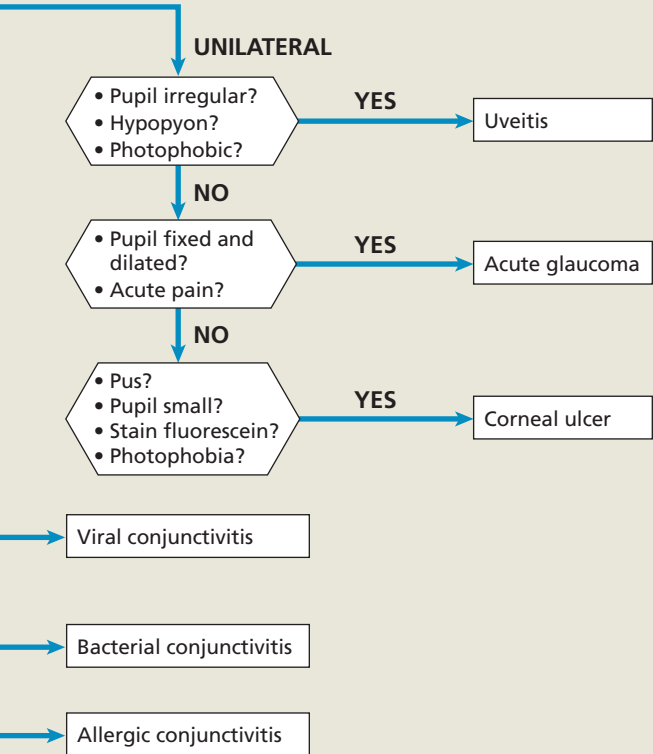 UNILATERAL
• Pupil irregular?
• Hypopyon?
• Photophobic?
YES
Uveitis
NO
• Pupil fixed and
dilated?
• Acute pain?
YES
Acute glaucoma
NO
• Pus?
• Pupil small?
• Stain fluorescein?
• Photophobia?
YES
Corneal ulcer
Viral conjunctivitis
Bacterial conjunctivitis
Allergic conjunctivitis